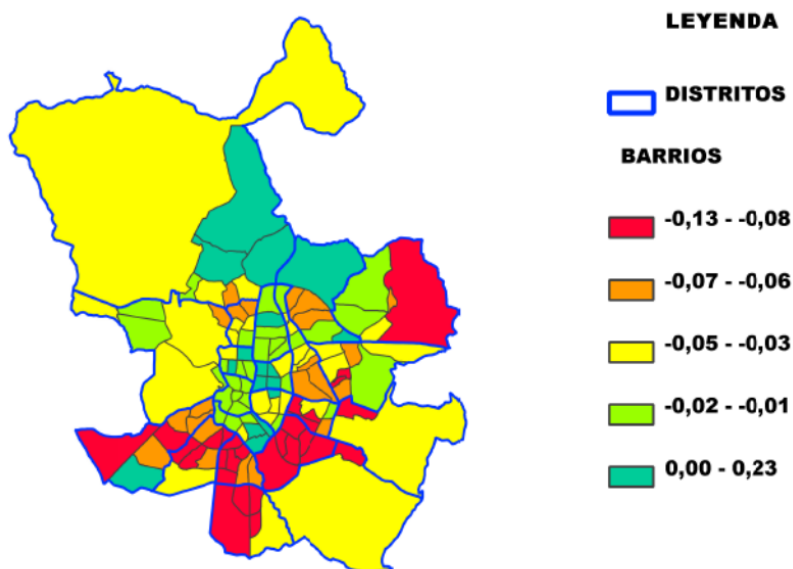 LEYENDA
DISTRITOS
BARRIOS
-0,13 - -0,08
-0,07 - -0,06
-0,05 - -0,03
-0,02 - -0,01
0,00 - 0,23